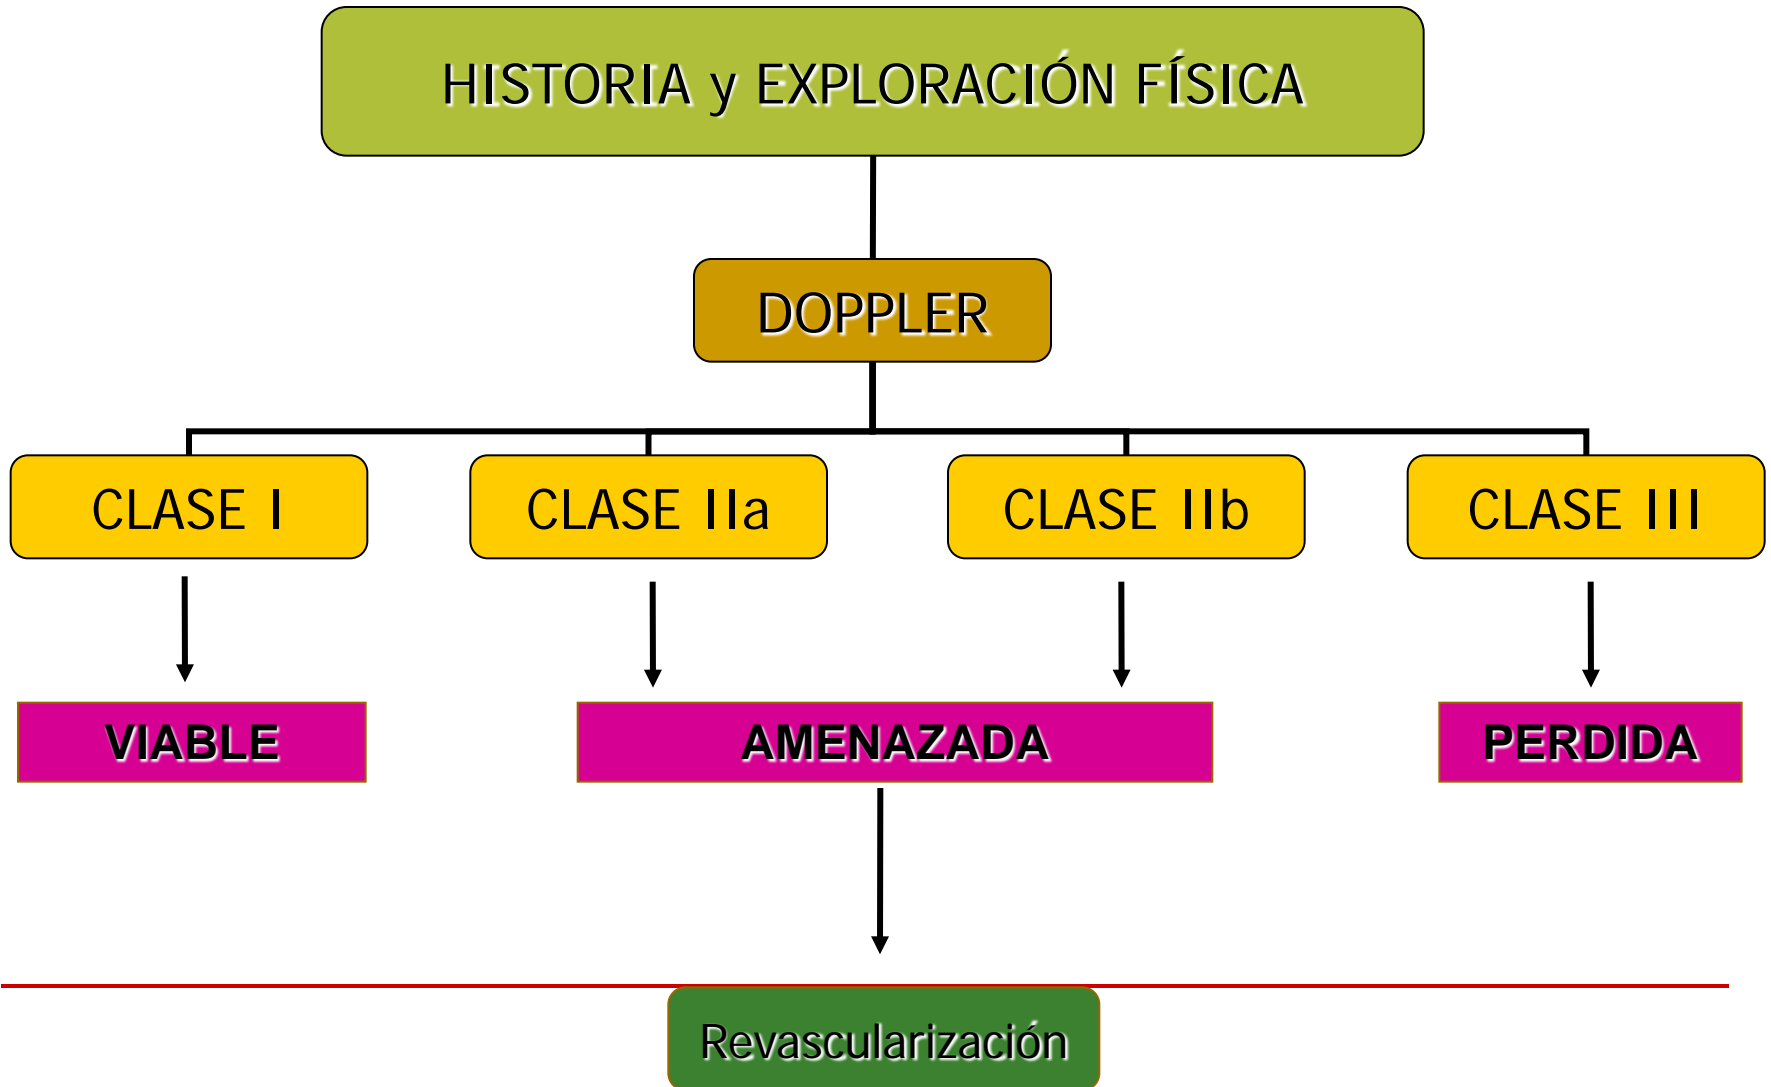 HISTORIA y EXPLORACIÓN FÍSICA
DOPPLER
CLASE I
CLASE IIa
CLASE IIb
CLASE III
VIABLE
AMENAZADA
PERDIDA
Revascularización